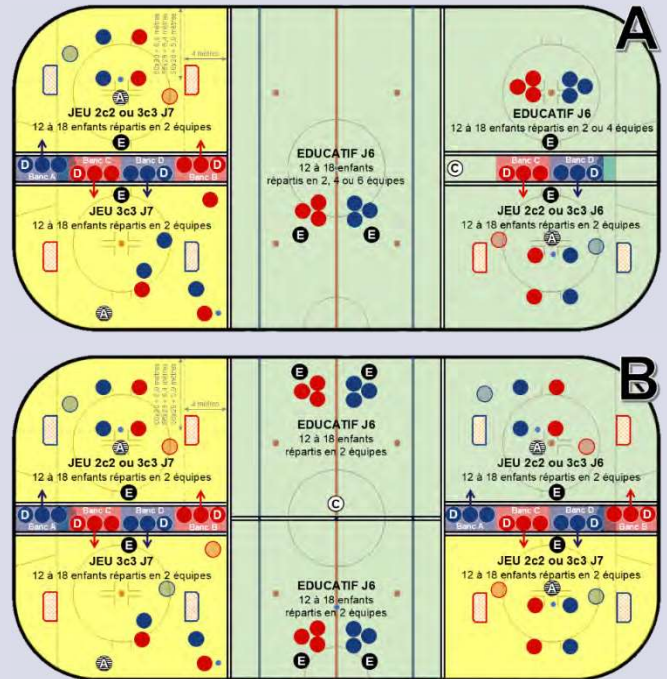 A
4 mètres
JEU 2c2 ou 3c3 J7
12 à 18 enfants répartis en 2 équipes
E
D Banc A Banc C D Banc D D Banc B D
E
JEU 3c3 J7
12 à 18 enfants répartis en 2 équipes
A
A
EDUCATIF J6
12 à 18 enfants
répartis en 2, 4 ou 6 équipes
E E
EDUCATIF J6
12 à 18 enfants répartis en 2 ou 4 équipes
E
C Banc C D Banc D D
E
JEU 2c2 ou 3c3 J6
12 à 18 enfants répartis en 2 équipes
A
B
4 mètres
A
JEU 2c2 ou 3c3 J7
12 à 18 enfants répartis en 2 équipes
E
D Banc A Banc C D Banc D D Banc B D
E
JEU 3c3 J7
12 à 18 enfants répartis en 2 équipes
A
E E
EDUCATIF J6
12 à 18 enfants
répartis en 2 équipes
C
EDUCATIF J6
12 à 18 enfants
répartis en 2 équipes
E E
A
JEU 2c2 ou 3c3 J6
12 à 18 enfants répartis en 2 équipes
E
D Banc A Banc C D Banc D D Banc B D
E
JEU 2c2 ou 3c3 J7
12 à 18 enfants répartis en 2 équipes
A